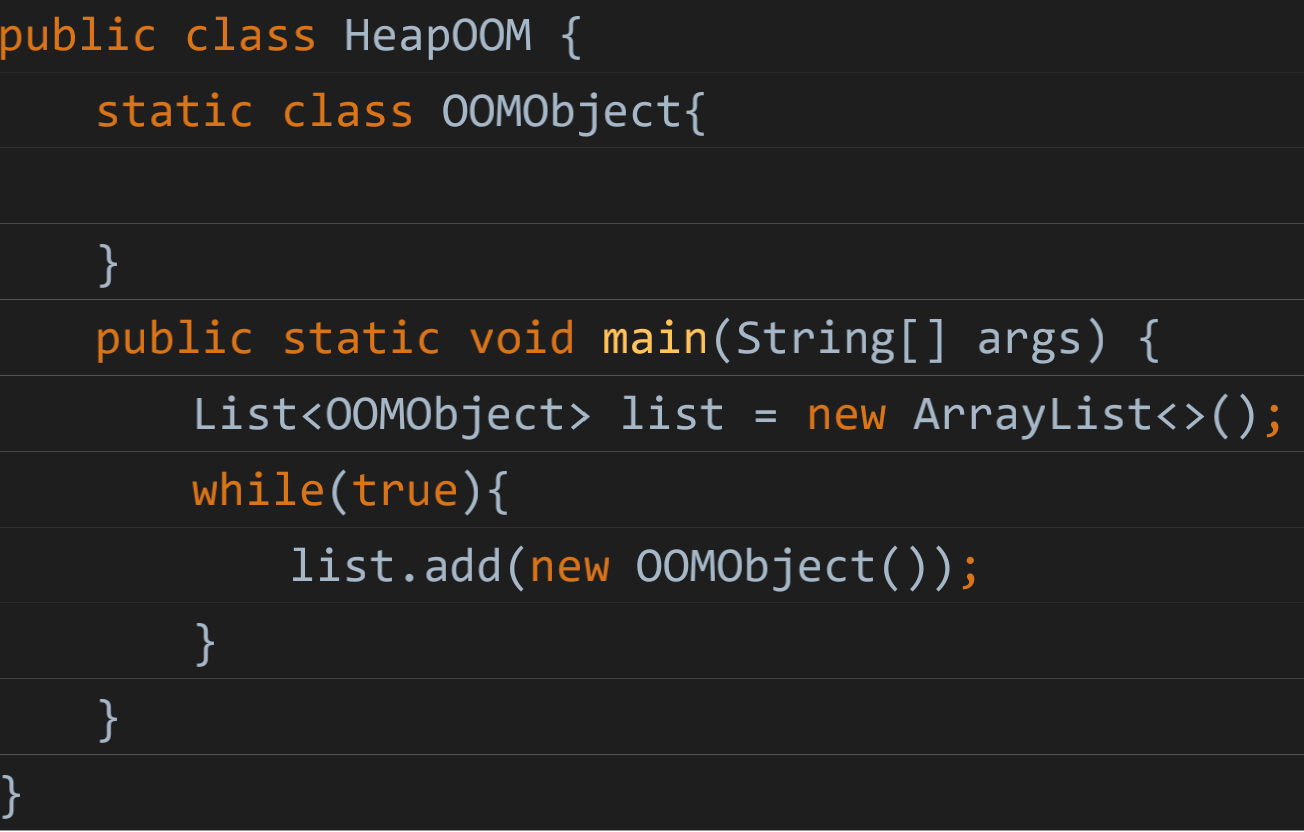 public class HeapOOM {
    static class OOMObject{

    }
    public static void main(String[] args) {
        List<OOMObject> list = new ArrayList<>();
        while(true){
            list.add(new OOMObject());
        }
    }
}